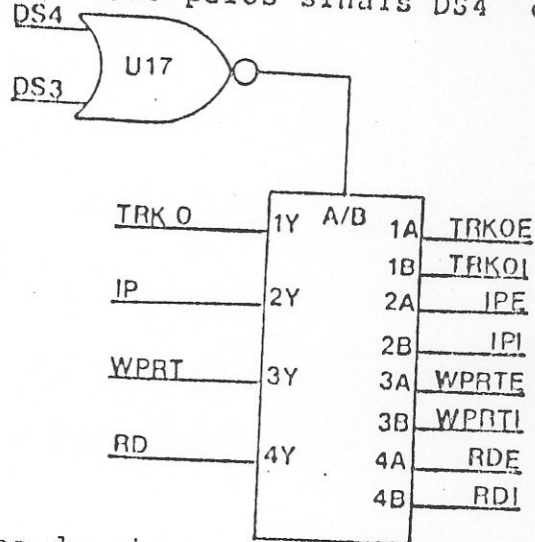 pelos sinais DS4
DS4
U17
DS3
A/B
TRK O
1Y
1A
TRKOE
1B
TRKOI
IP
2Y
2A
IPE
2B
IPI
WPRT
3Y
3A
WPRTE
3B
WPRTI
RD
4Y
4A
RDE
4B
RDI